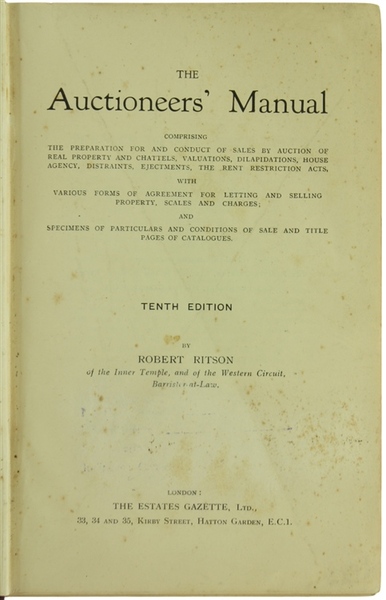 THE
Auctioneers' Manual
COMPRISING
THE PREPARATION FOR AND CONDUCT OF SALES BY AUCTION OF
REAL PROPERTY AND CHATTELS, VALUATIONS, DILAPIDATIONS, HOUSE
AGENCY, DISTRAINTS, EJECTMENTS, THE RENT RESTRICTION ACTS,
WITH
VARIOUS FORMS OF AGREEMENT FOR LETTING AND SELLING
PROPERTY, SCALES AND CHARGES;
AND
SPECIMENS OF PARTICULARS AND CONDITIONS OF SALE AND TITLE
PAGES OF CATALOGUES.
TENTH EDITION
BY
ROBERT RITSON
of the Inner Temple, and of the Western Circuit,
Barrister-at-Law.
LONDON:
THE ESTATES GAZETTE, LTD.,
33, 34 AND 35, KIRBY STREET, HATTON GARDEN, E.C.1.